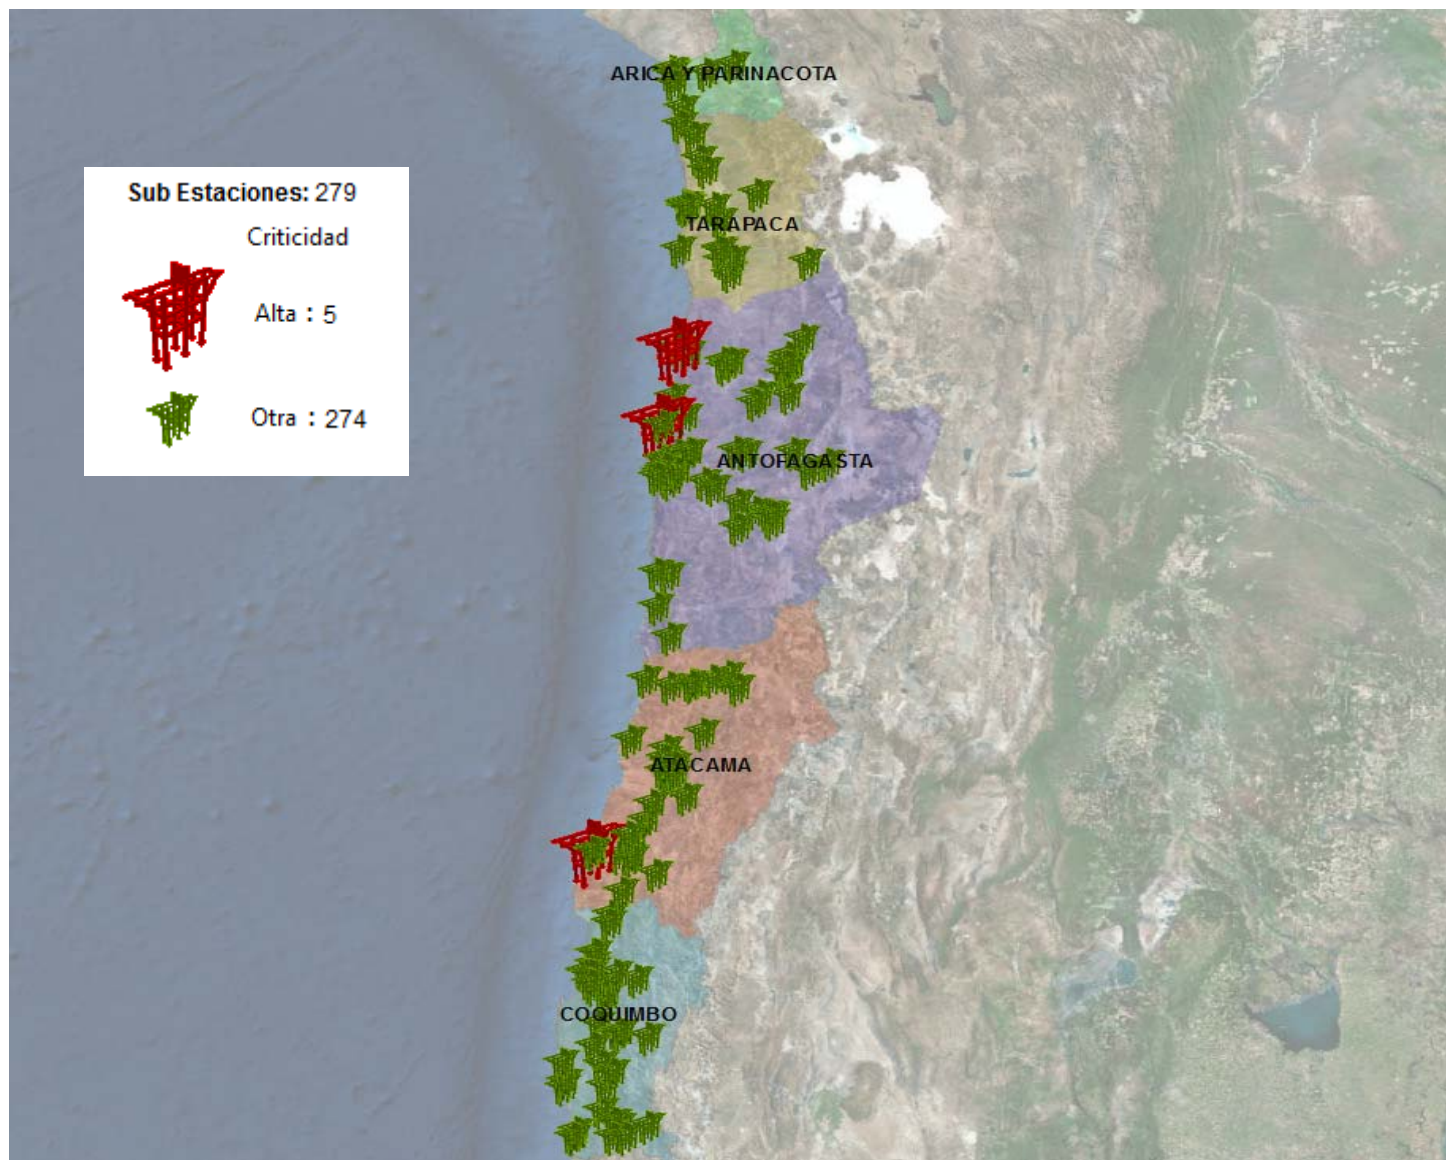 ARICA Y PARINACOTA
Sub Estaciones: 279
Criticidad
Alta : 5
Otra : 274
TARAPACA
ANTOFAGASTA
ATACAMA
COQUIMBO